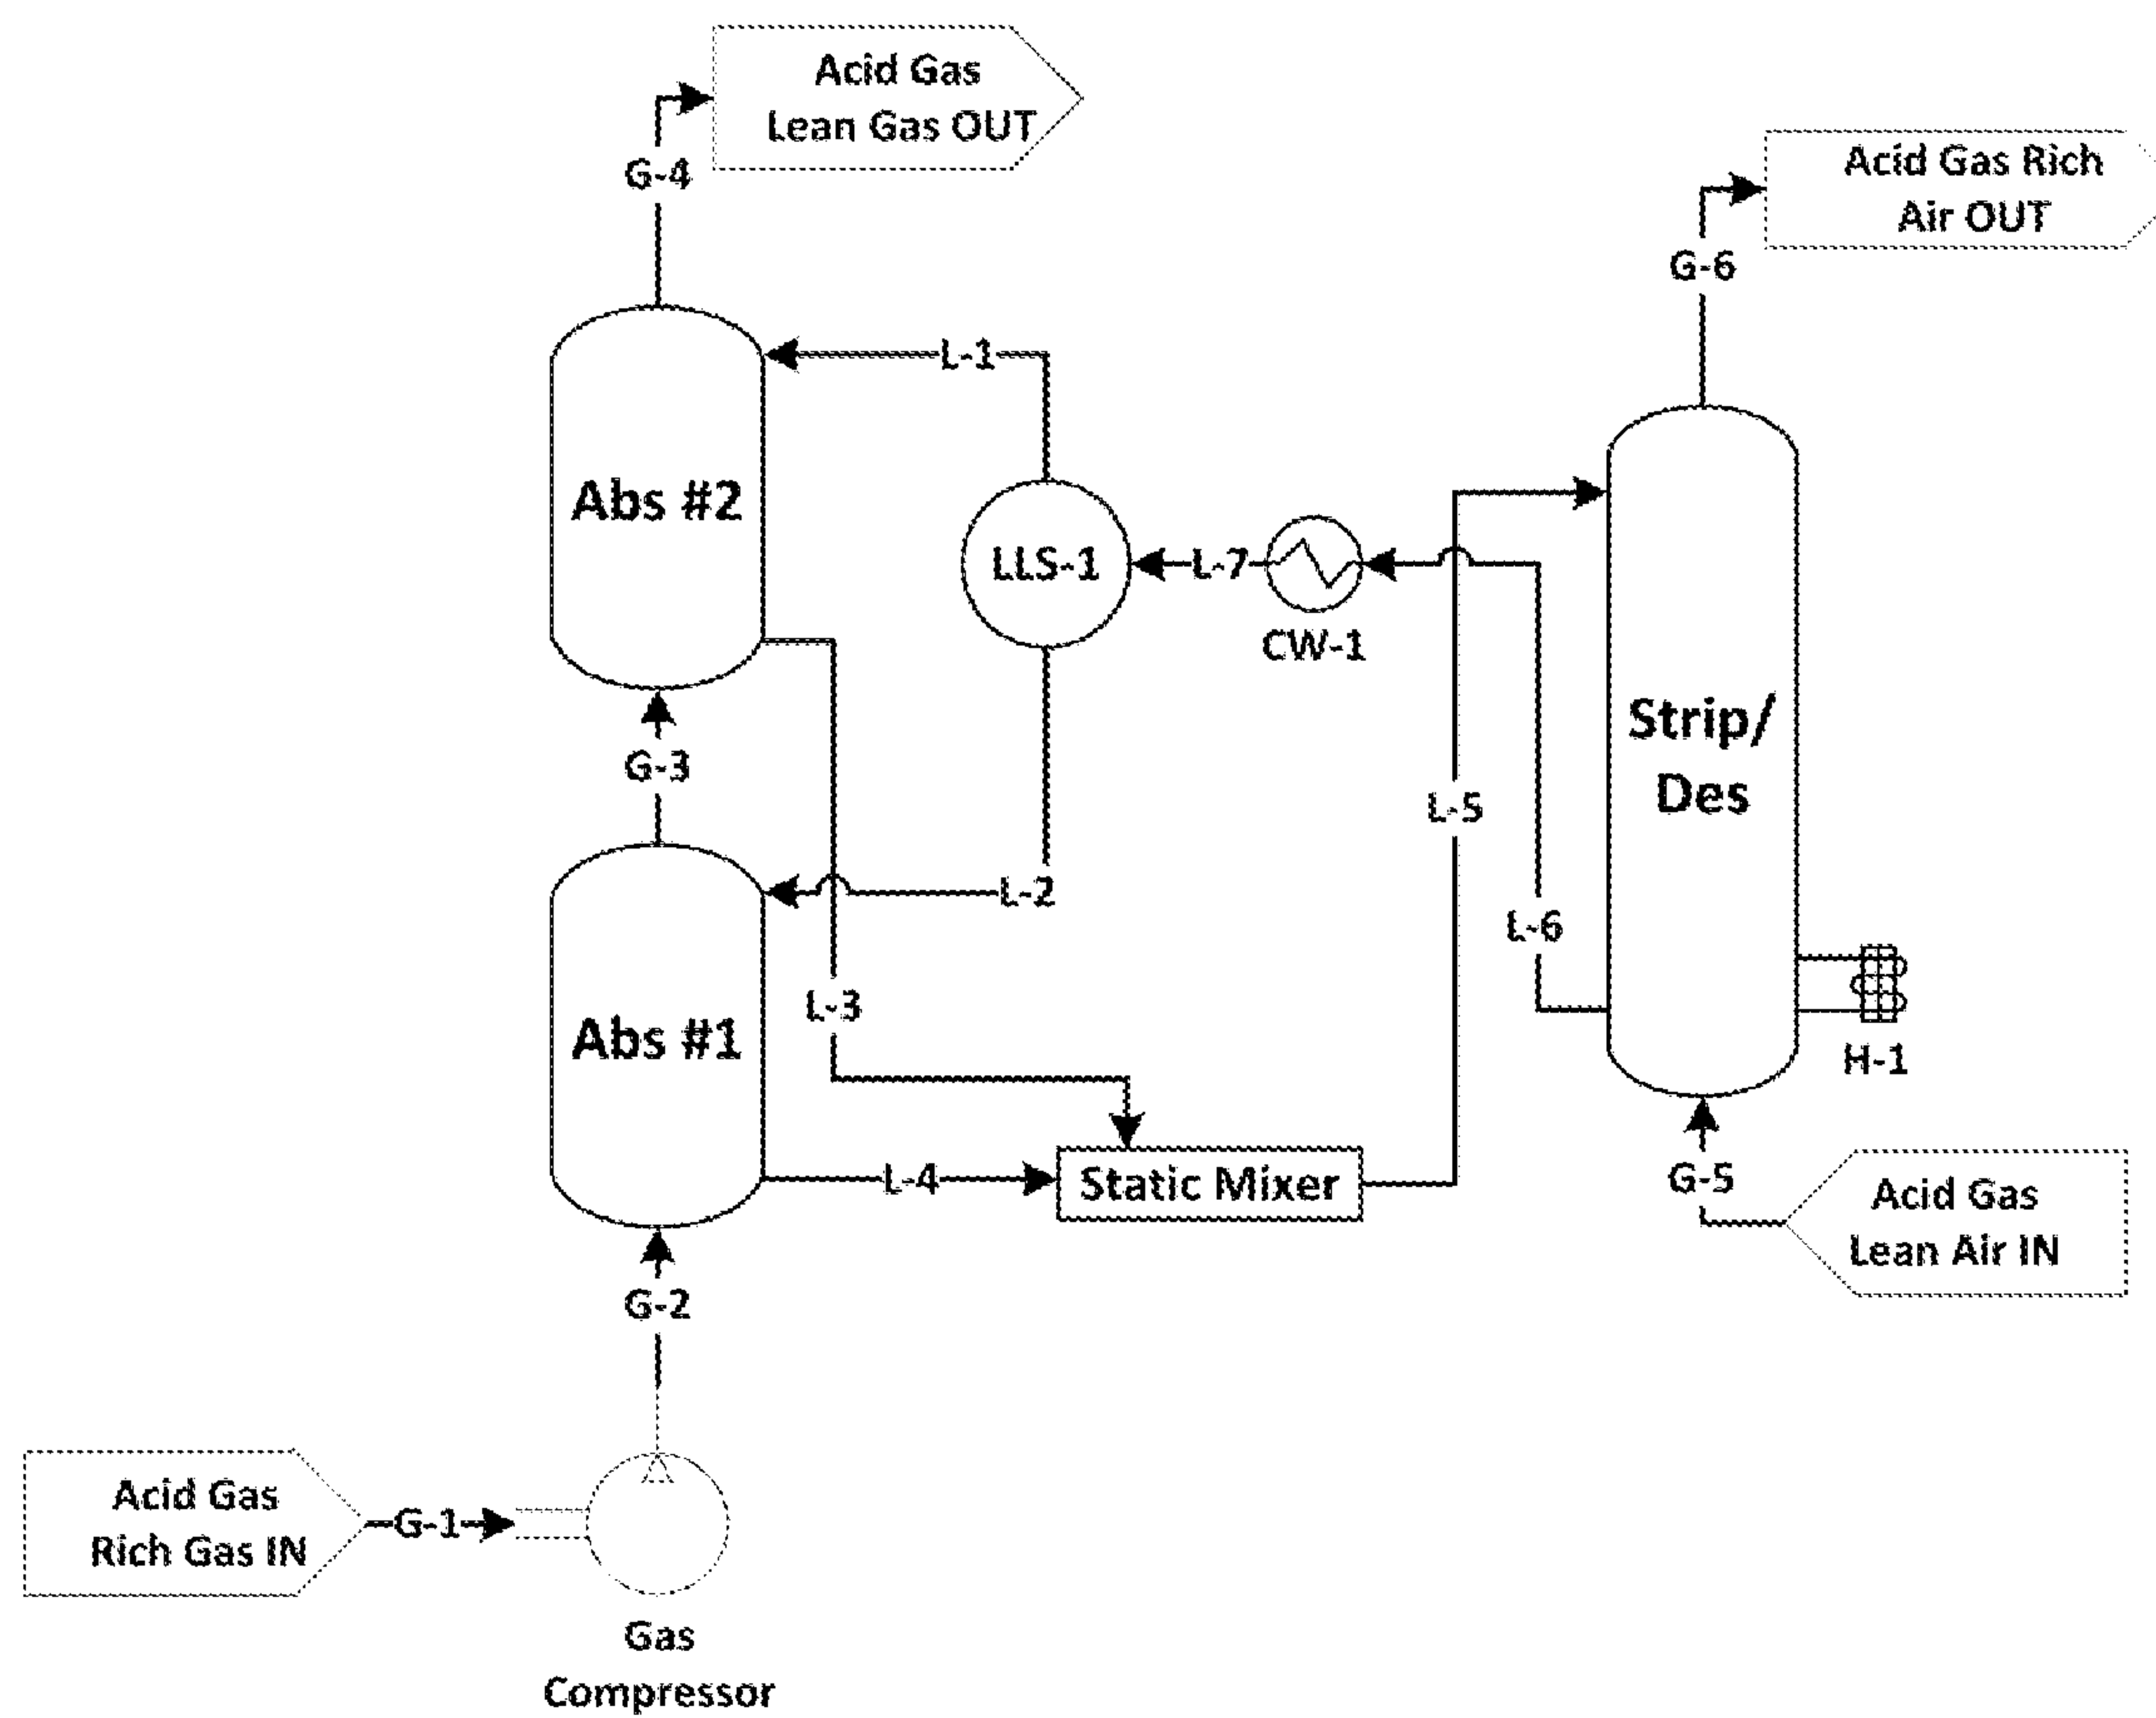 Acid Gas
Lean Gas OUT
Acid Gas Rich
Air OUT
G-4
G-6
L-1
Abs #2
LLS-1
L-7
CW-1
Strip/
Des
G-3
L-5
L-2
L-6
L-3
Abs #1
H-1
L-4
Static Mixer
G-5
Acid Gas
Lean Air IN
G-2
Acid Gas
Rich Gas IN
G-1
Gas
Compressor